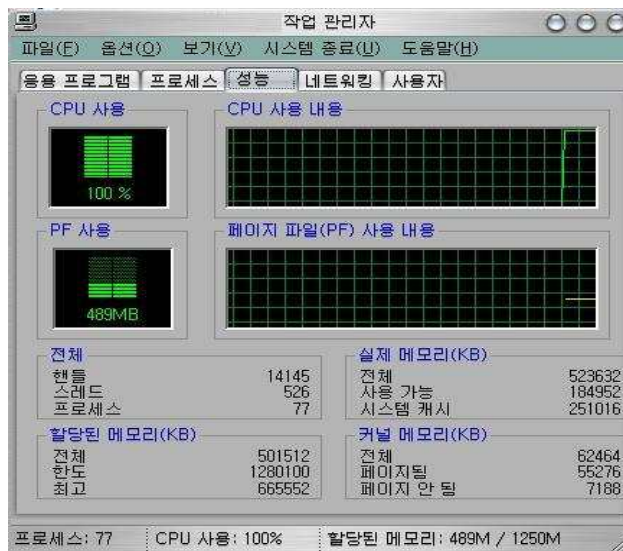 작업 관리자
파일(F) 옵션(O) 보기(V) 시스템 종료(U) 도움말(H)
응용 프로그램 프로세스 성능 네트워킹 사용자
CPU 사용 CPU 사용 내용
100 %
PF 사용 페이지 파일(PF) 사용 내용
489MB
전체
핸들 14145
스레드 526
프로세스 77
실제 메모리(KB)
전체 523632
사용 가능 184952
시스템 캐시 251016
할당된 메모리(KB)
전체 501512
한도 1280100
최고 665552
커널 메모리(KB)
전체 62464
페이지됨 55276
페이지 안 됨 7188
프로세스: 77 CPU 사용: 100% 할당된 메모리: 489M / 1250M